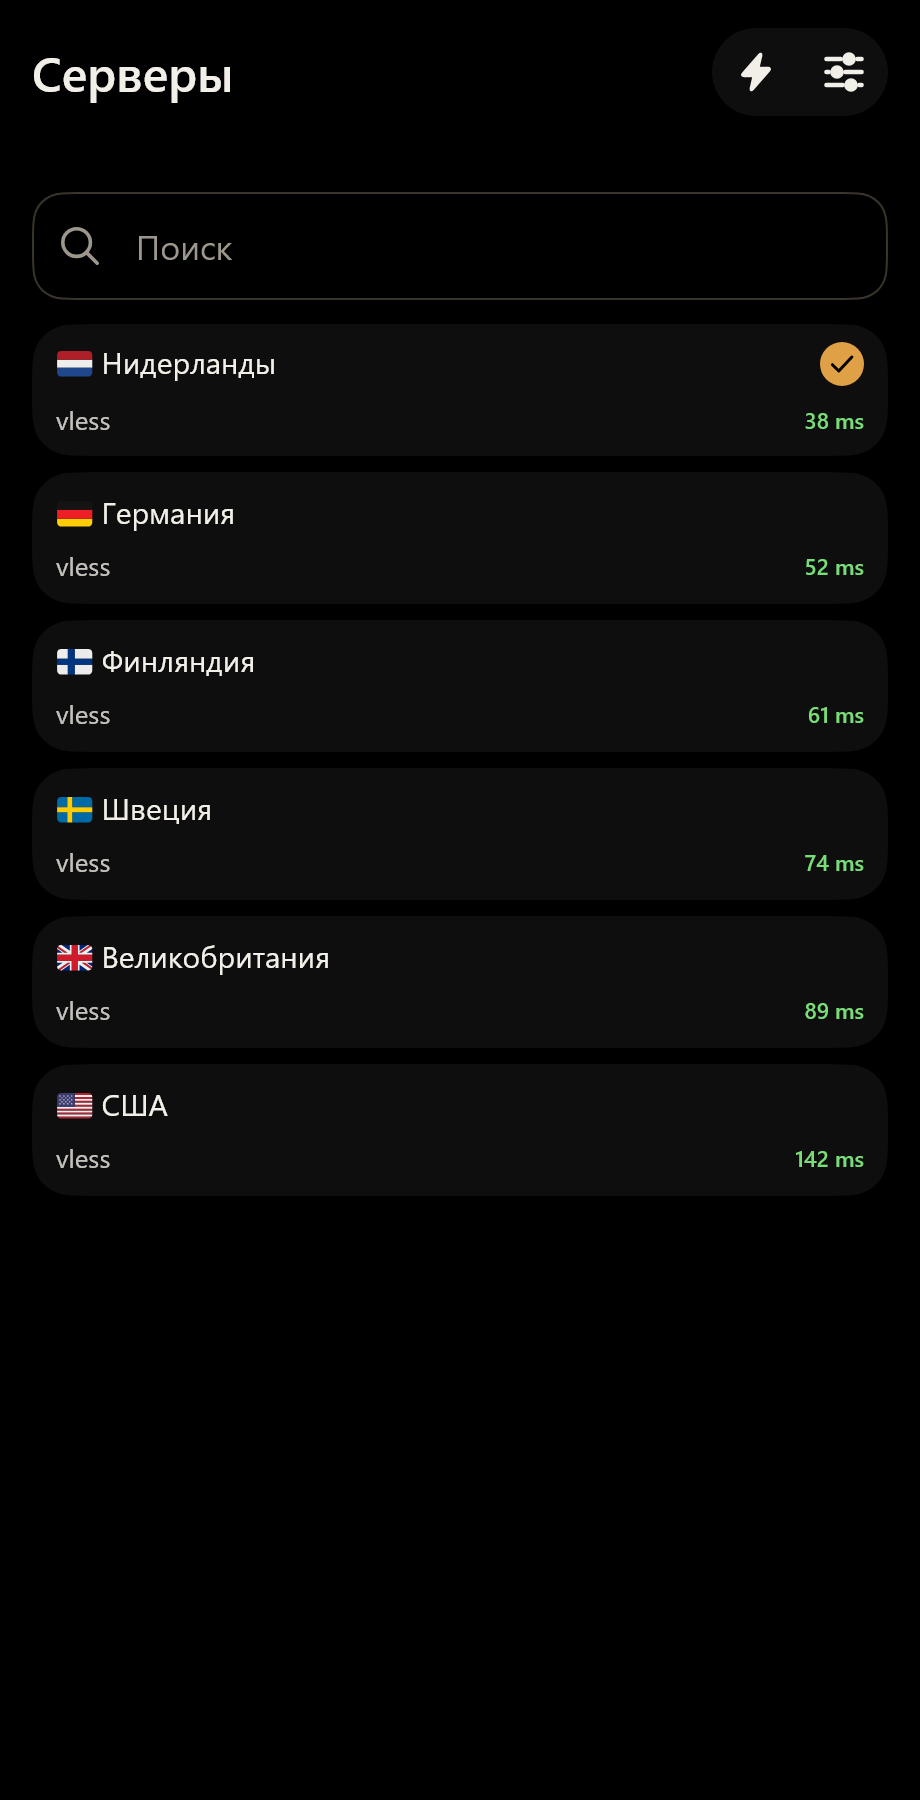 Серверы
Поиск
Нидерланды
vless
38 ms
Германия
vless
52 ms
Финляндия
vless
61 ms
Швеция
vless
74 ms
Великобритания
vless
89 ms
США
vless
142 ms